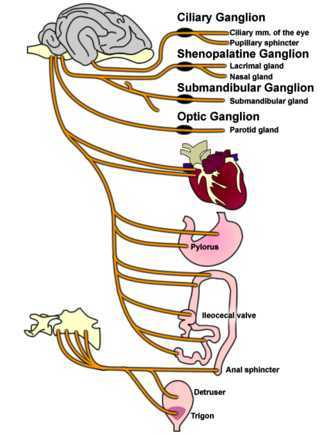 Ciliary Ganglion
Ciliary mm. of the eye
Pupillary sphincter
Shenopalatine Ganglion
Lacrimal gland
Nasal gland
Submandibular Ganglion
Submandibular gland
Optic Ganglion
Parotid gland
Pylorus
Ileocecal valve
Anal sphincter
Detruser
Trigon